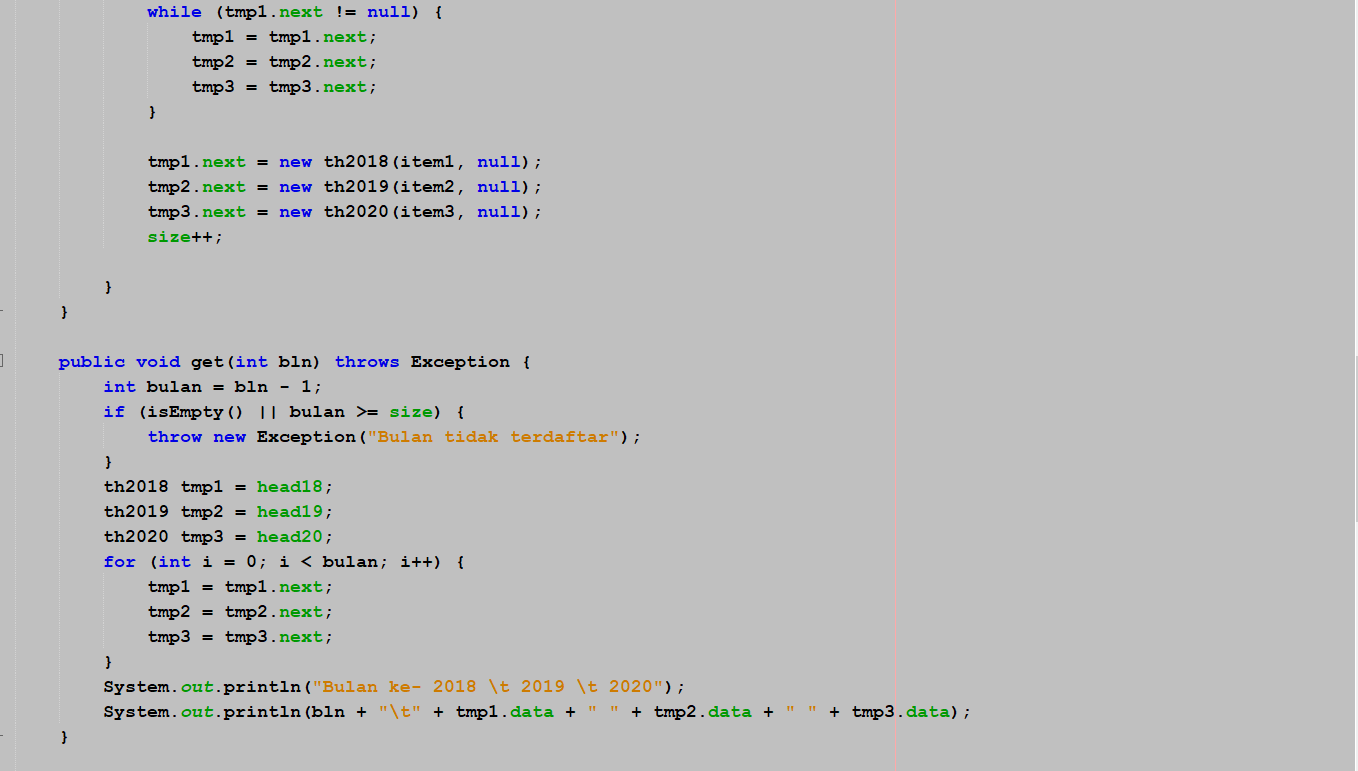 while (tmp1.next != null) {
tmp1 = tmp1.next;
tmp2 = tmp2.next;
tmp3 = tmp3.next;
}
tmp1.next = new th2018(item1, null);
tmp2.next = new th2019(item2, null);
tmp3.next = new th2020(item3, null);
size++;
}
}
public void get(int bln) throws Exception {
int bulan = bln - 1;
if (isEmpty() || bulan >= size) {
throw new Exception("Bulan tidak terdaftar");
}
th2018 tmp1 = head18;
th2019 tmp2 = head19;
th2020 tmp3 = head20;
for (int i = 0; i < bulan; i++) {
tmp1 = tmp1.next;
tmp2 = tmp2.next;
tmp3 = tmp3.next;
}
System.out.println("Bulan ke- 2018 \t 2019 \t 2020");
System.out.println(bln + "\t" + tmp1.data + " " + tmp2.data + " " + tmp3.data);
}